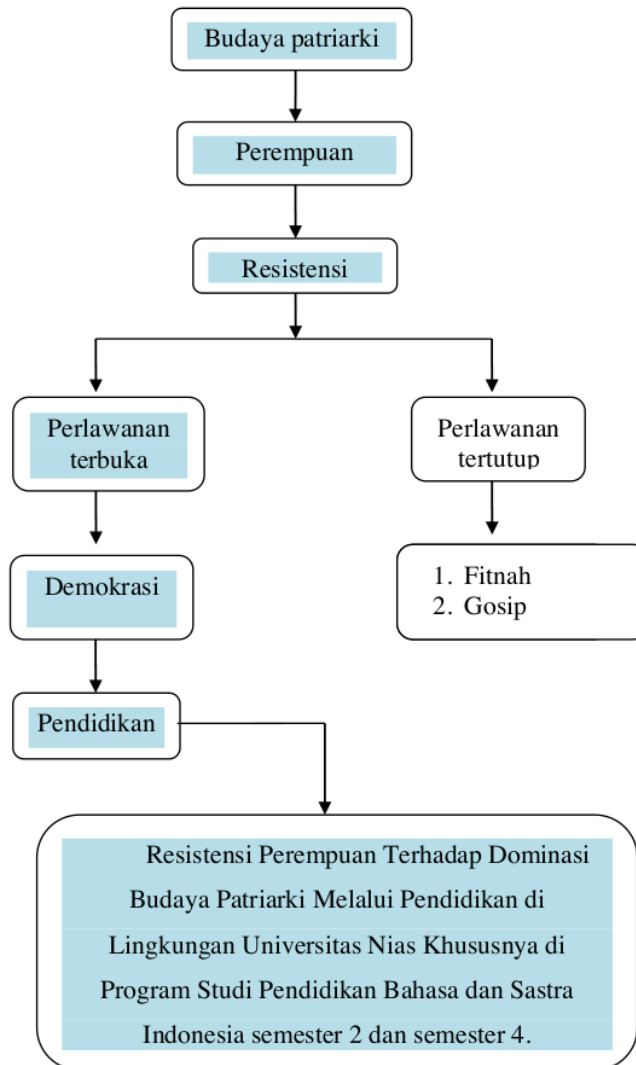 Budaya patriarki
Perempuan
Resistensi
Perlawanan
terbuka
Perlawanan
tertutup
Demokrasi
1. Fitnah
2. Gosip
Pendidikan
Resistensi Perempuan Terhadap Dominasi
Budaya Patriarki Melalui Pendidikan di
Lingkungan Universitas Nias Khususnya di
Program Studi Pendidikan Bahasa dan Sastra
Indonesia semester 2 dan semester 4.